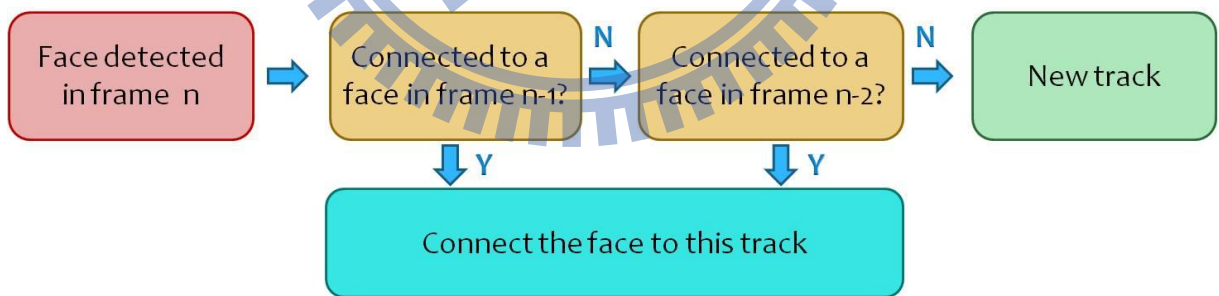 Face detected
in frame n
Connected to a
face in frame n-1?
N
Connected to a
face in frame n-2?
N
New track
Y
Y
Connect the face to this track